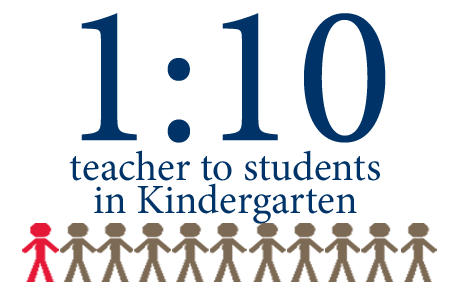 1:10
teacher to students
in Kindergarten